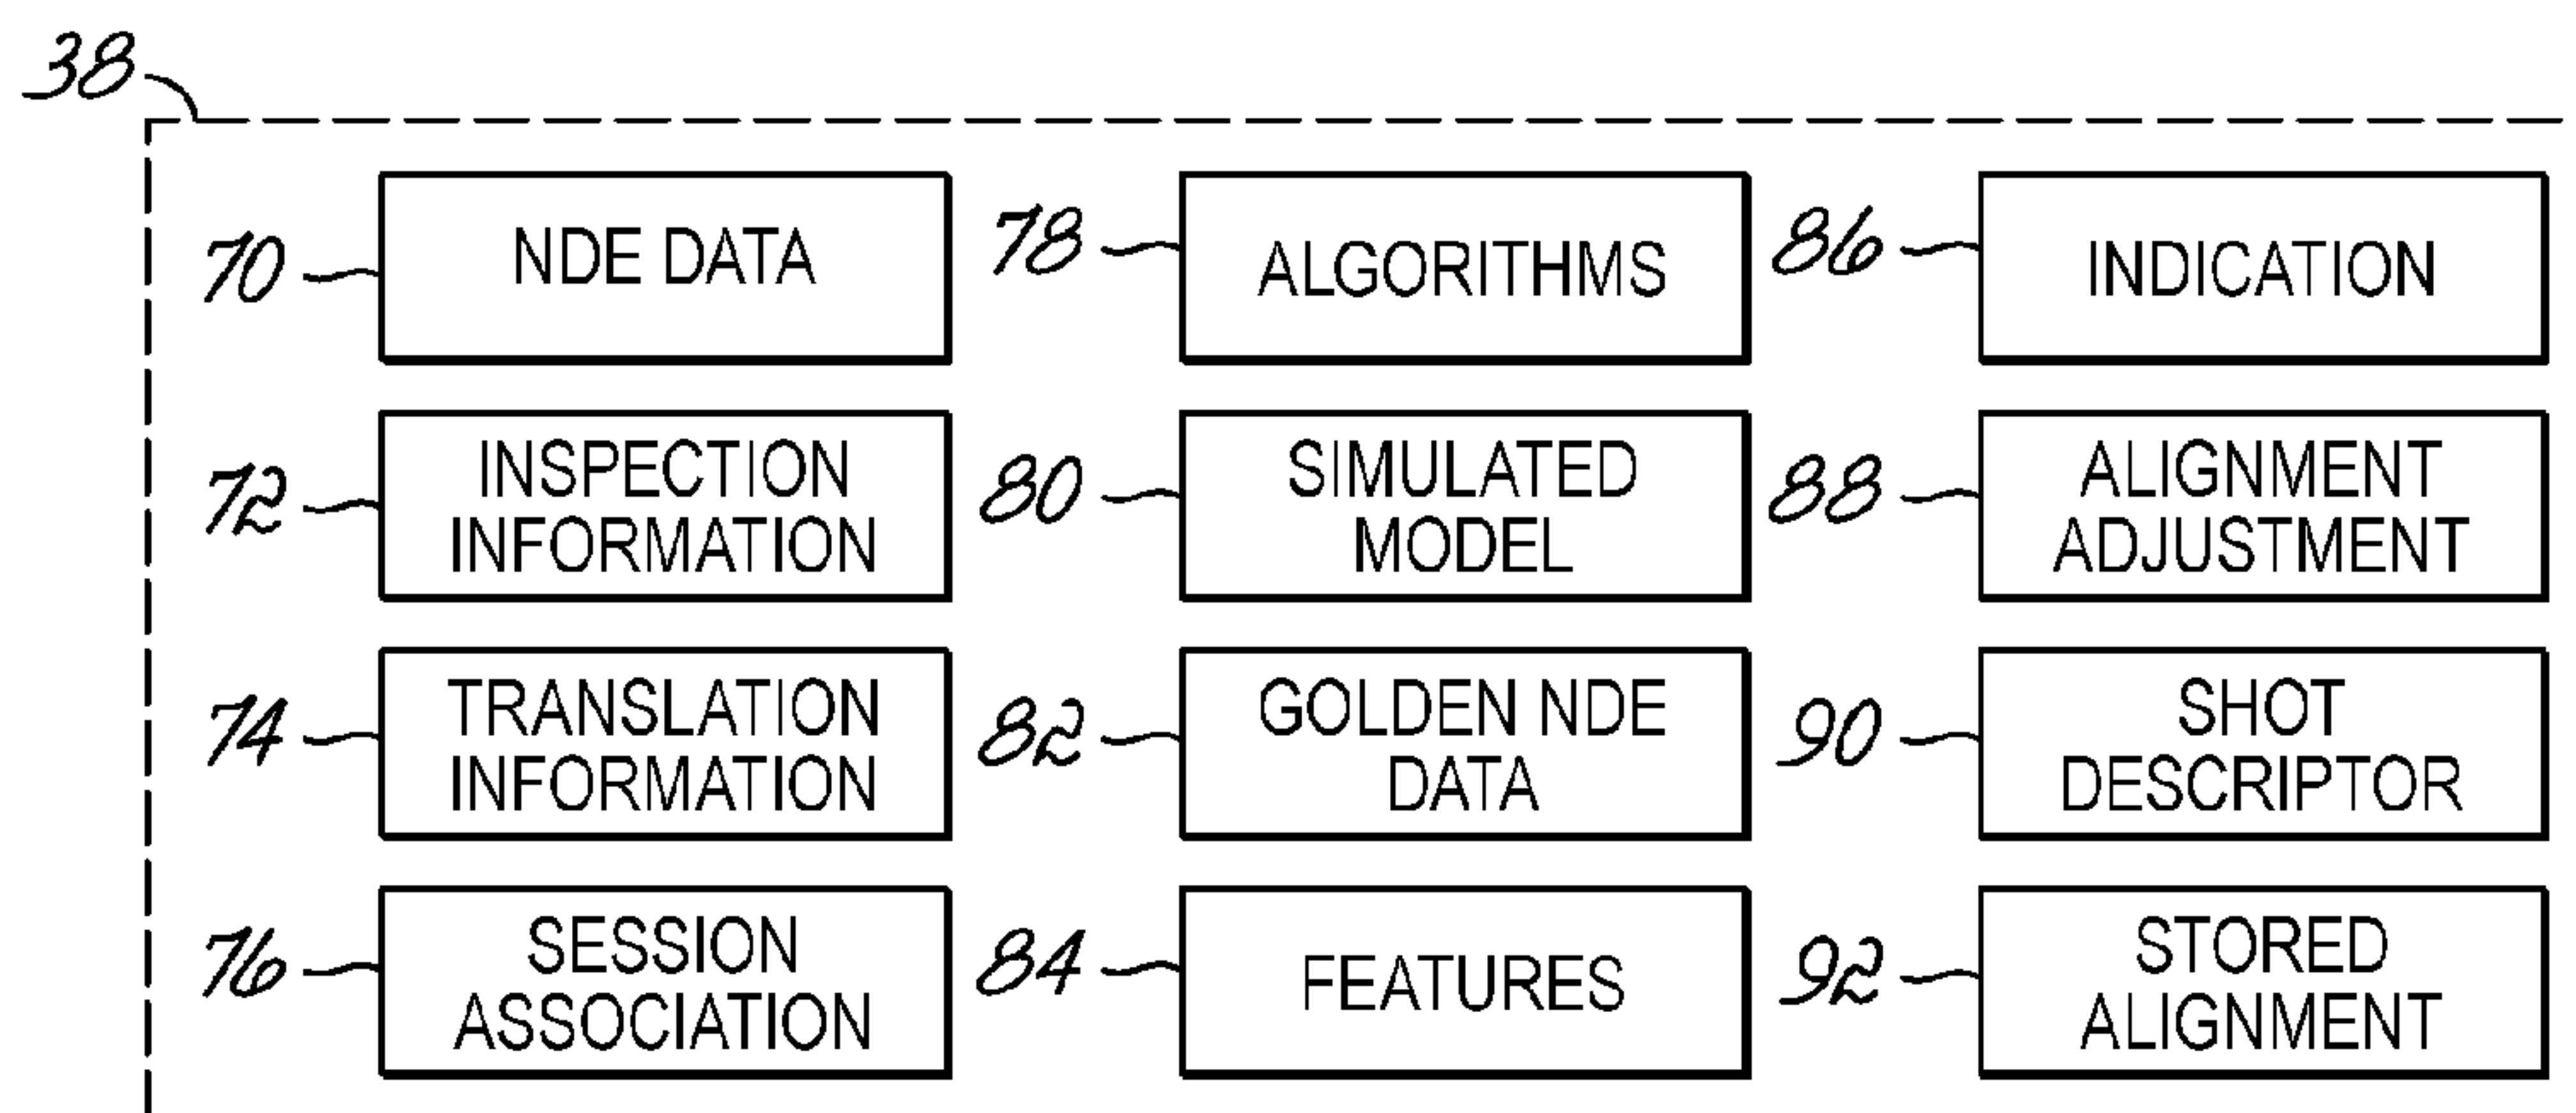 38
70
NDE DATA
78
ALGORITHMS
86
INDICATION
72
INSPECTION
INFORMATION
80
SIMULATED
MODEL
88
ALIGNMENT
ADJUSTMENT
74
TRANSLATION
INFORMATION
82
GOLDEN NDE
DATA
90
SHOT
DESCRIPTOR
76
SESSION
ASSOCIATION
84
FEATURES
92
STORED
ALIGNMENT